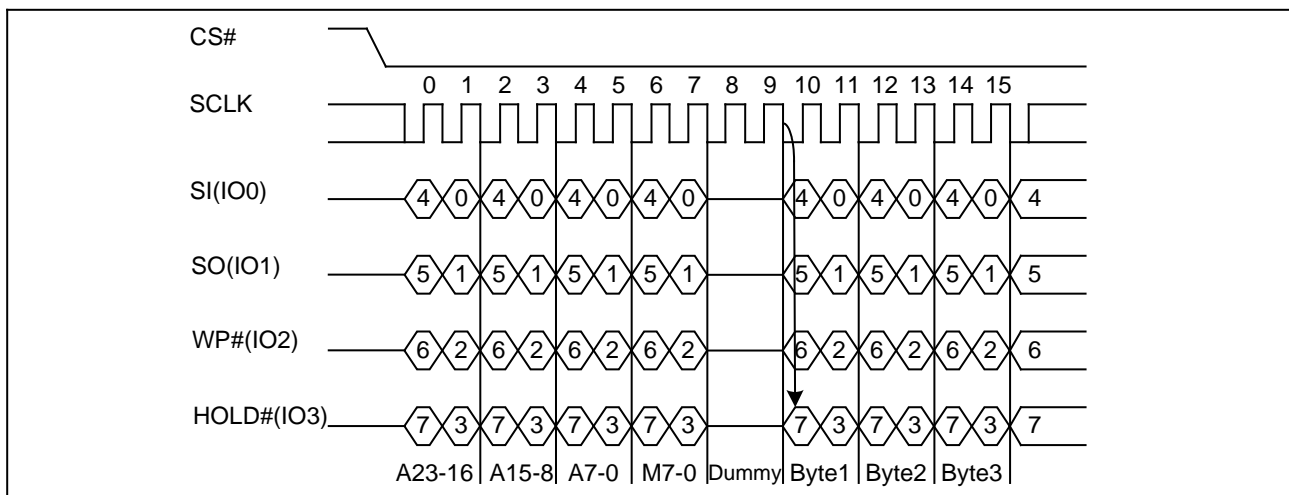 CS#
0 1 2 3 4 5 6 7 8 9 10 11 12 13 14 15
SCLK
SI(IO0) 4 0 4 0 4 0 4 0 4 0 4 0 4 0 4
SO(IO1) 5 1 5 1 5 1 5 1 5 1 5 1 5 1 5
WP#(IO2) 6 2 6 2 6 2 6 2 6 2 6 2 6 2 6
HOLD#(IO3) 7 3 7 3 7 3 7 3 7 3 7 3 7 3 7
A23-16 A15-8 A7-0 M7-0 Dummy Byte1 Byte2 Byte3